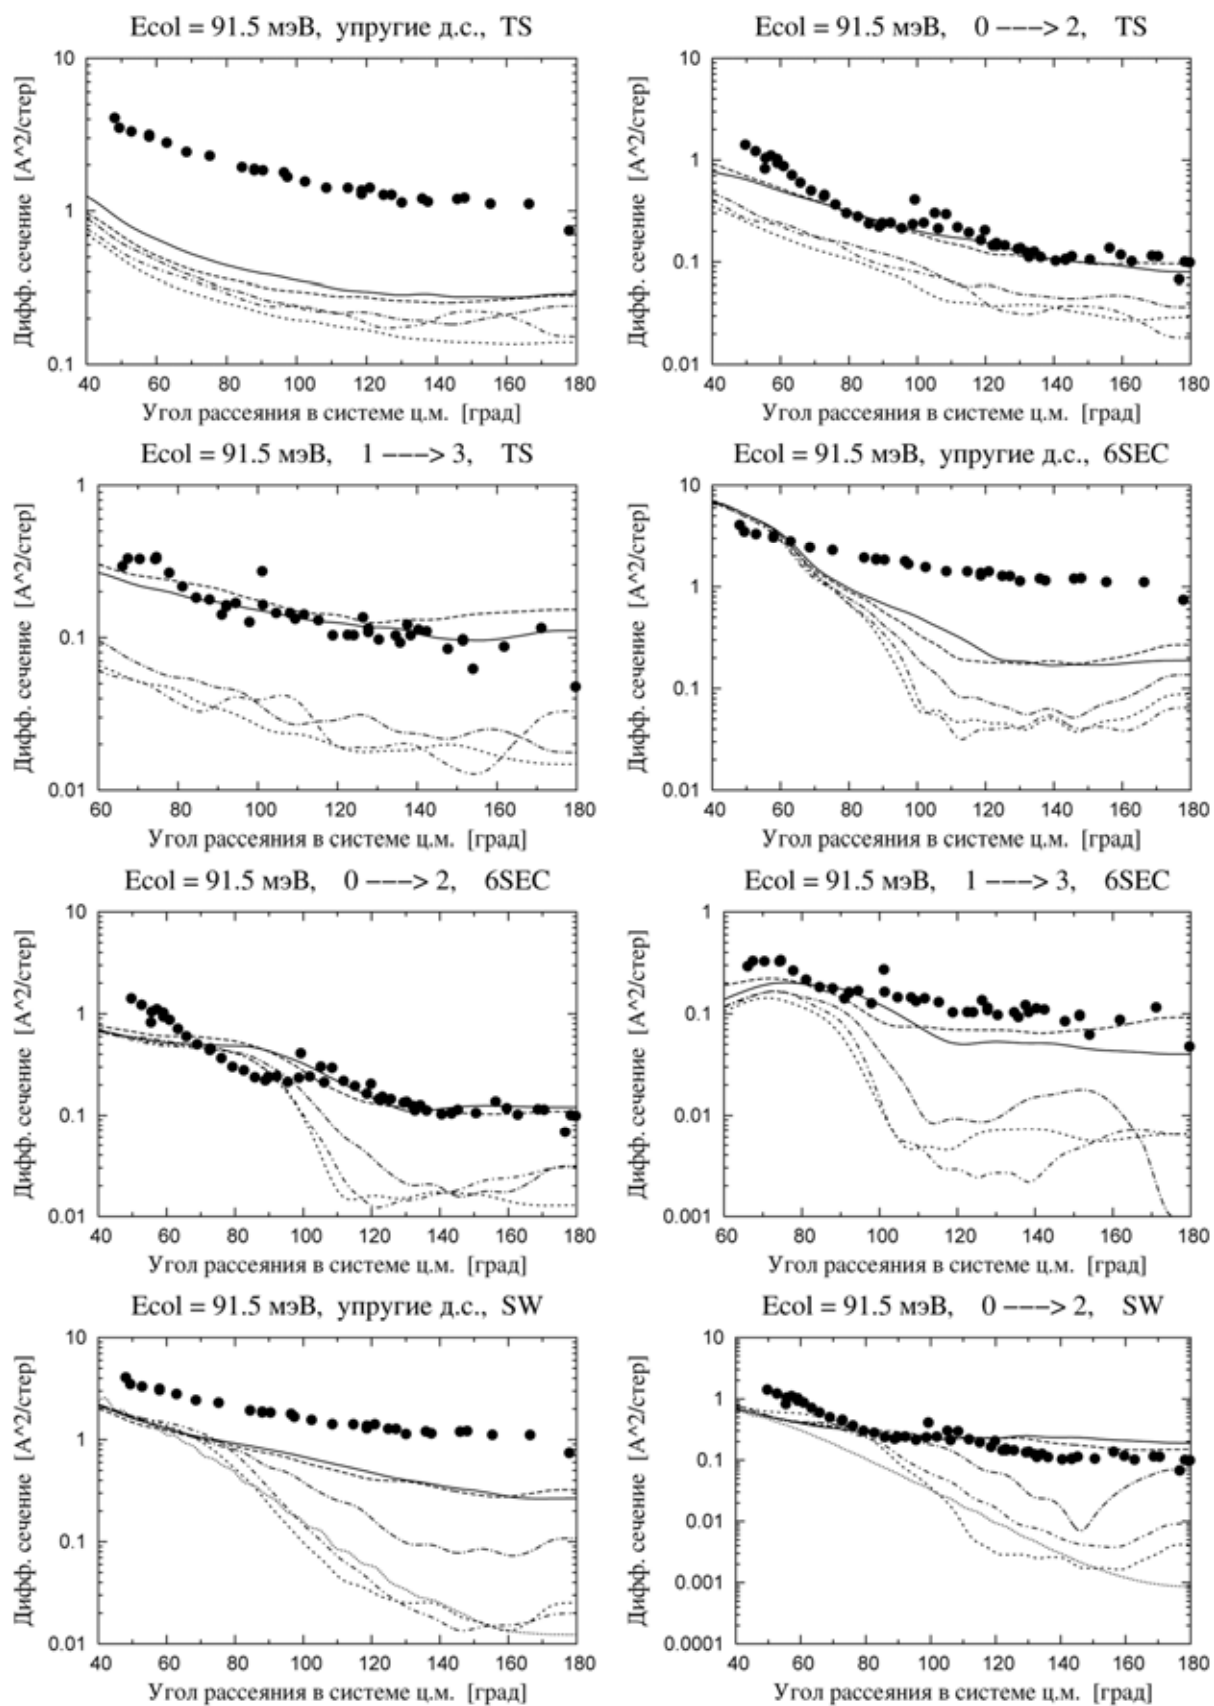 Ecol = 91.5 мэВ, упругие д.с., TS
Дифф. сечение [A^2/стер]
10
1
0.1
40 60 80 100 120 140 160 180
Угол рассеяния в системе ц.м. [град]
Ecol = 91.5 мэВ, 0 ---> 2, TS
Дифф. сечение [A^2/стер]
10
1
0.1
0.01
40 60 80 100 120 140 160 180
Угол рассеяния в системе ц.м. [град]
Ecol = 91.5 мэВ, 1 ---> 3, TS
Дифф. сечение [A^2/стер]
1
0.1
0.01
60 80 100 120 140 160 180
Угол рассеяния в системе ц.м. [град]
Ecol = 91.5 мэВ, упругие д.с., 6SEC
Дифф. сечение [A^2/стер]
10
1
0.1
0.01
40 60 80 100 120 140 160 180
Угол рассеяния в системе ц.м. [град]
Ecol = 91.5 мэВ, 0 ---> 2, 6SEC
Дифф. сечение [A^2/стер]
10
1
0.1
0.01
40 60 80 100 120 140 160 180
Угол рассеяния в системе ц.м. [град]
Ecol = 91.5 мэВ, 1 ---> 3, 6SEC
Дифф. сечение [A^2/стер]
1
0.1
0.01
0.001
60 80 100 120 140 160 180
Угол рассеяния в системе ц.м. [град]
Ecol = 91.5 мэВ, упругие д.с., SW
Дифф. сечение [A^2/стер]
10
1
0.1
0.01
40 60 80 100 120 140 160 180
Угол рассеяния в системе ц.м. [град]
Ecol = 91.5 мэВ, 0 ---> 2, SW
Дифф. сечение [A^2/стер]
10
1
0.1
0.01
0.001
0.0001
40 60 80 100 120 140 160 180
Угол рассеяния в системе ц.м. [град]